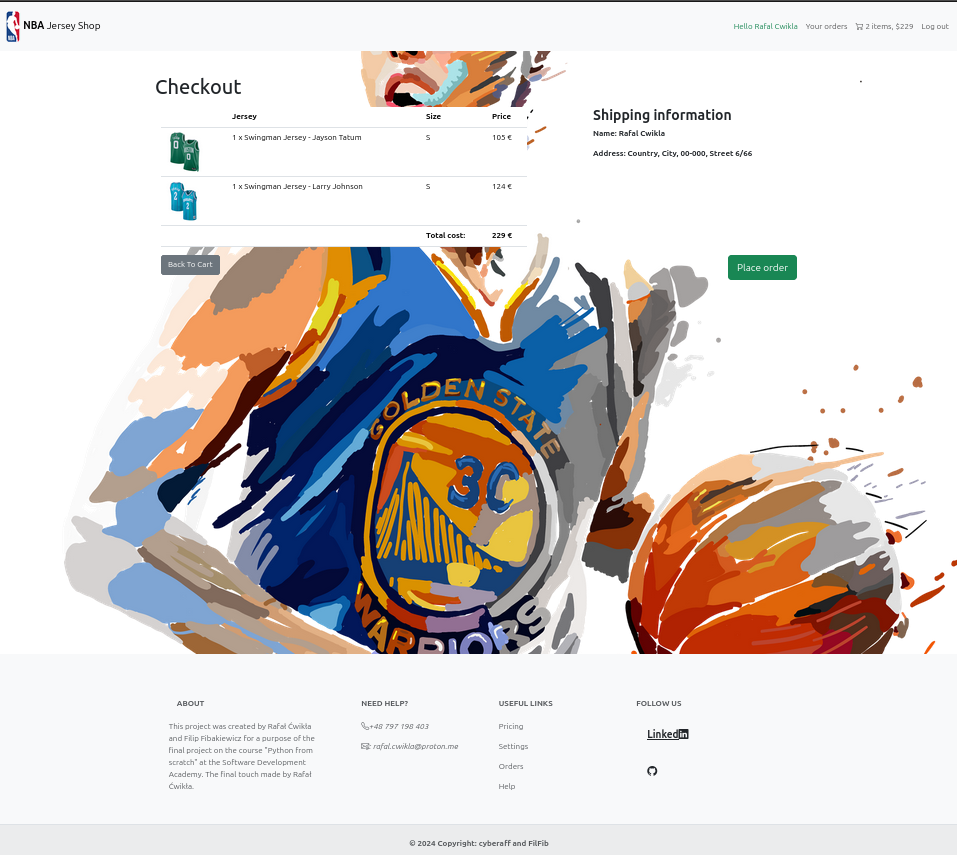 NBA Jersey Shop
Hello Rafal Cwikla Your orders 2 items, $229 Log out
Checkout
Jersey Size Price
1 x Swingman Jersey - Jayson Tatum S 105 €
1 x Swingman Jersey - Larry Johnson S 124 €
Total cost: 229 €
Back To Cart
Shipping information
Name: Rafal Cwikla
Address: Country, City, 00-000, Street 6/66
Place order
GOLDEN STATE
30
WARRIORS
ABOUT
This project was created by Rafał Ćwikła
and Filip Fibakiewicz for a purpose of the
final project on the course "Python from
scratch" at the Software Development
Academy. The final touch made by Rafał
Ćwikła.
NEED HELP?
+48 797 198 403
: rafal.cwikla@proton.me
USEFUL LINKS
Pricing
Settings
Orders
Help
FOLLOW US
Linkedin
© 2024 Copyright: cyberaff and FilFib